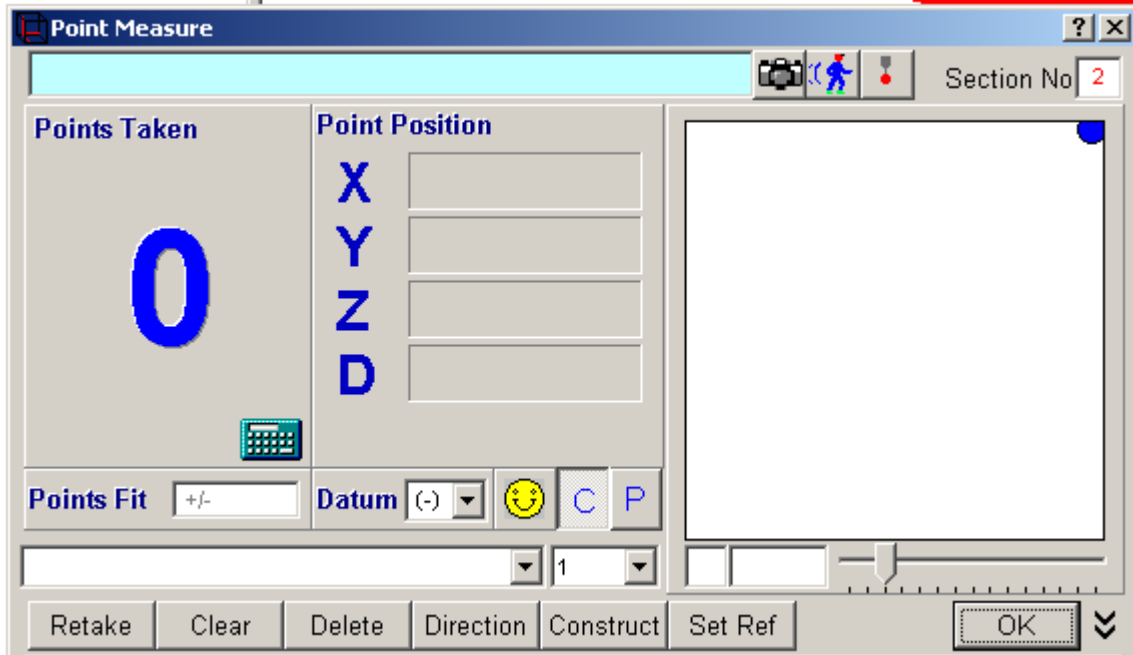 Point Measure
Section No 2
Points Taken
0
Point Position
X
Y
Z
D
Points Fit +/-
Datum (-) C P
1
Retake Clear Delete Direction Construct Set Ref OK